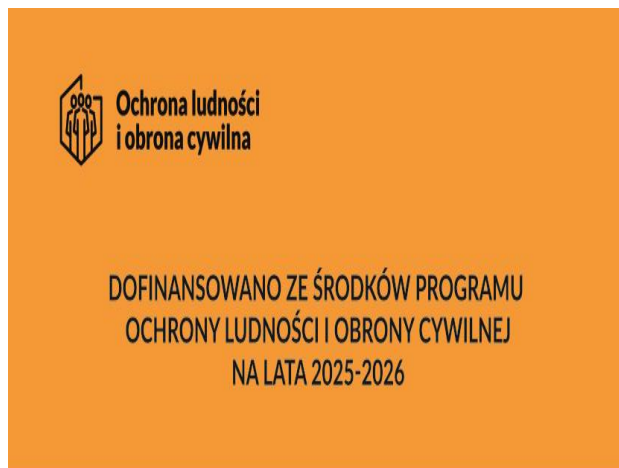 Ochrona ludności
i obrona cywilna
DOFINANSOWANO ZE ŚRODKÓW PROGRAMU
OCHRONY LUDNOŚCI I OBRONY CYWILNEJ
NA LATA 2025-2026